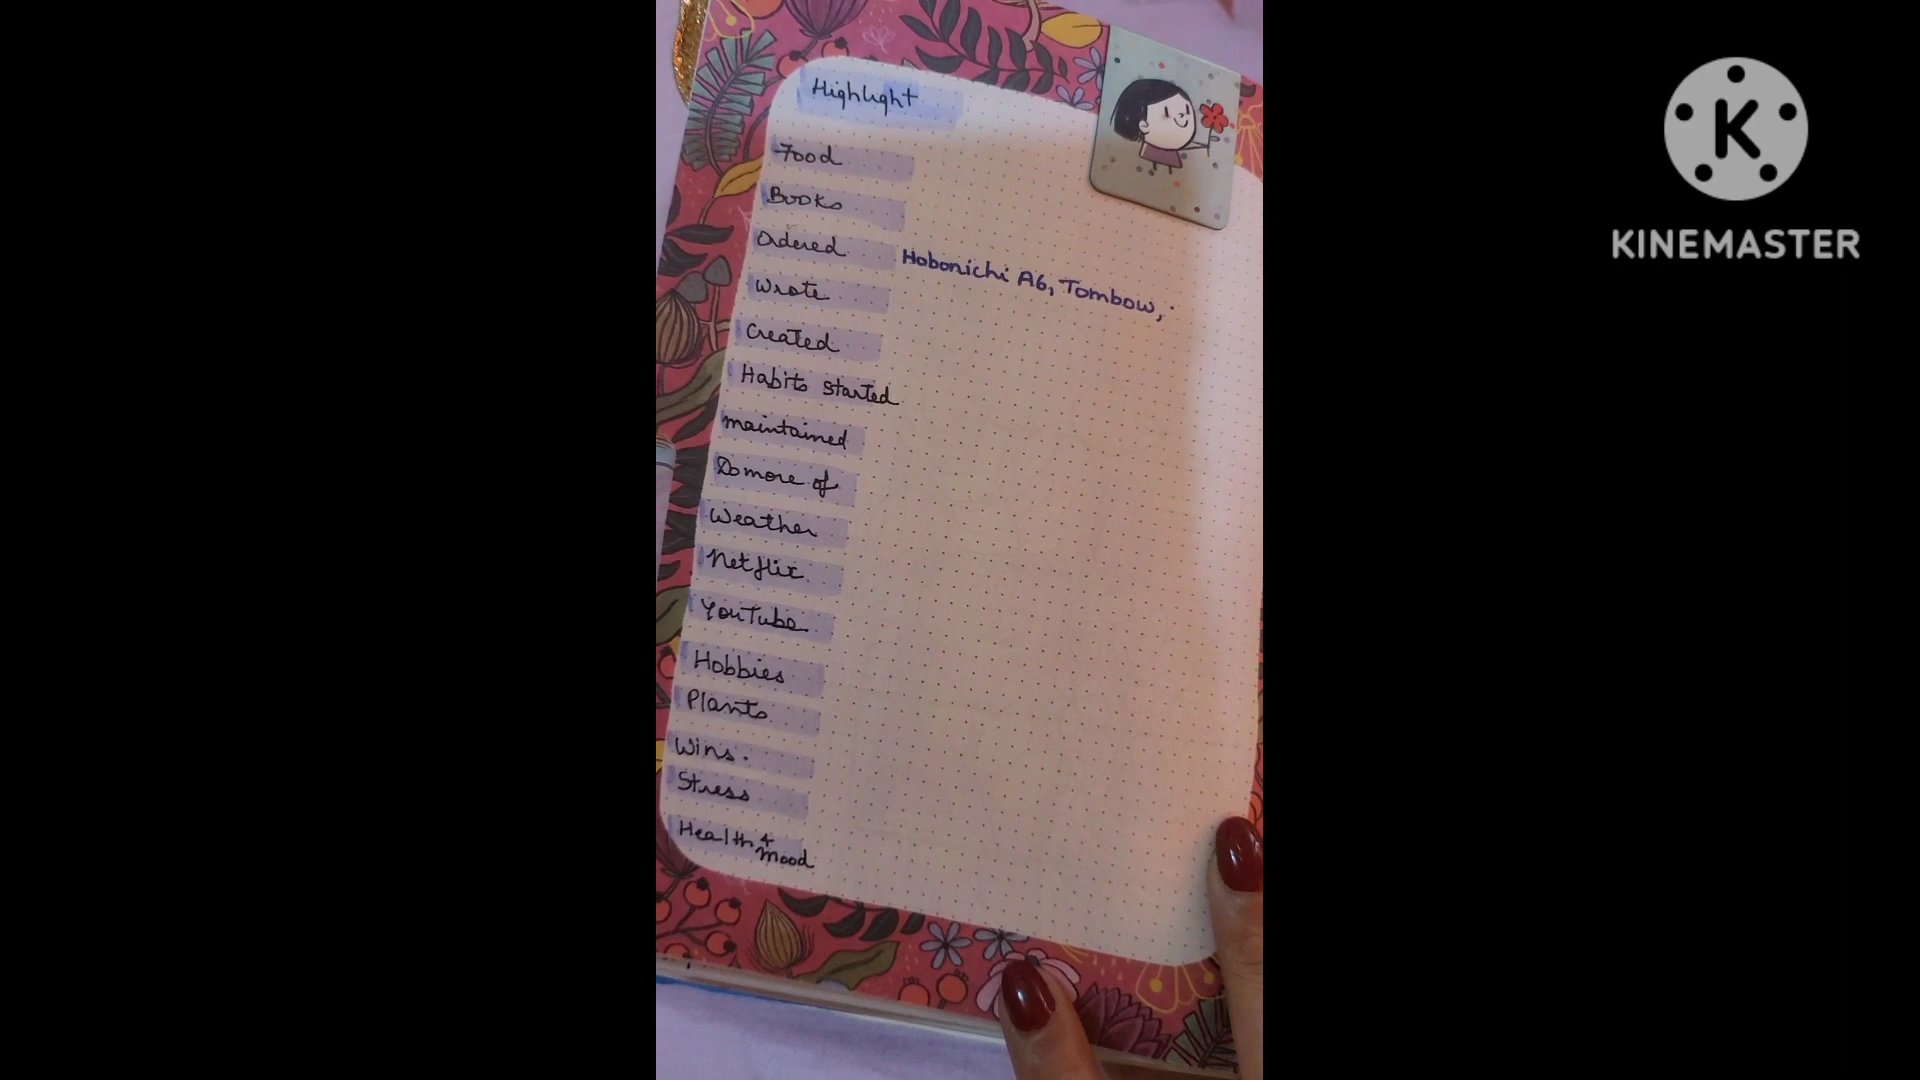 Highlight
Food
Books
Ordered Hobonichi A6, Tombow,
Wrote
Created
Habits started
maintained
Do more of
Weather
Netflix
YouTube
Hobbies
Plants
Wins.
Stress
Health &
Mood
K
KINEMASTER